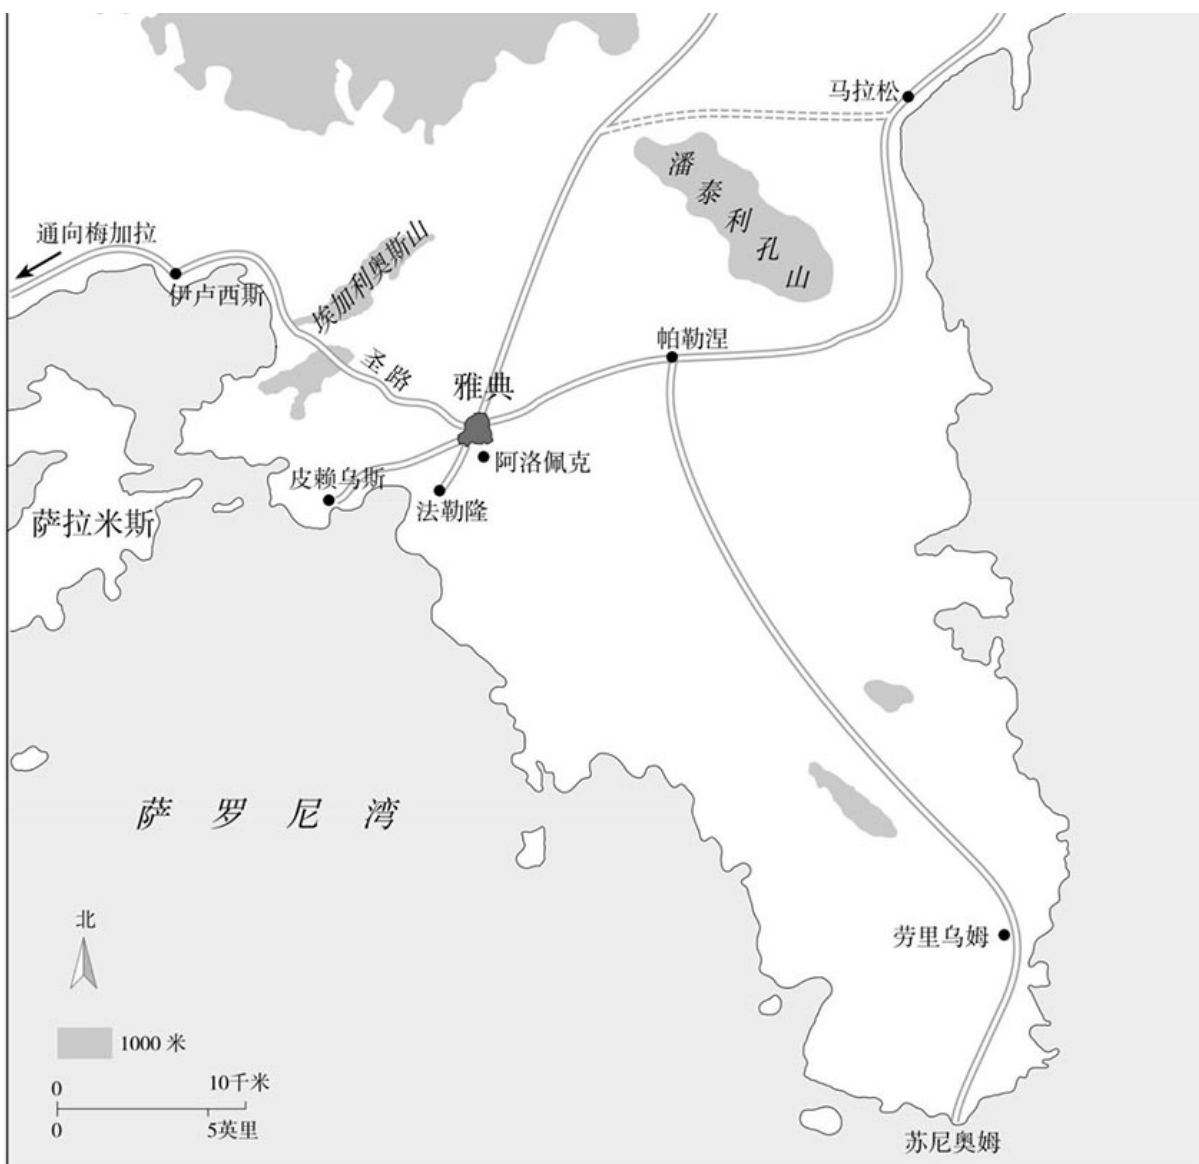 马拉松
潘泰利孔山
通向梅加拉
伊卢西斯
埃加利奥斯山
帕勒涅
圣路
雅典
阿洛佩克
皮赖乌斯
法勒隆
萨拉米斯
萨罗尼湾
北
劳里乌姆
1000 米
0 10千米
0 5英里
苏尼奥姆